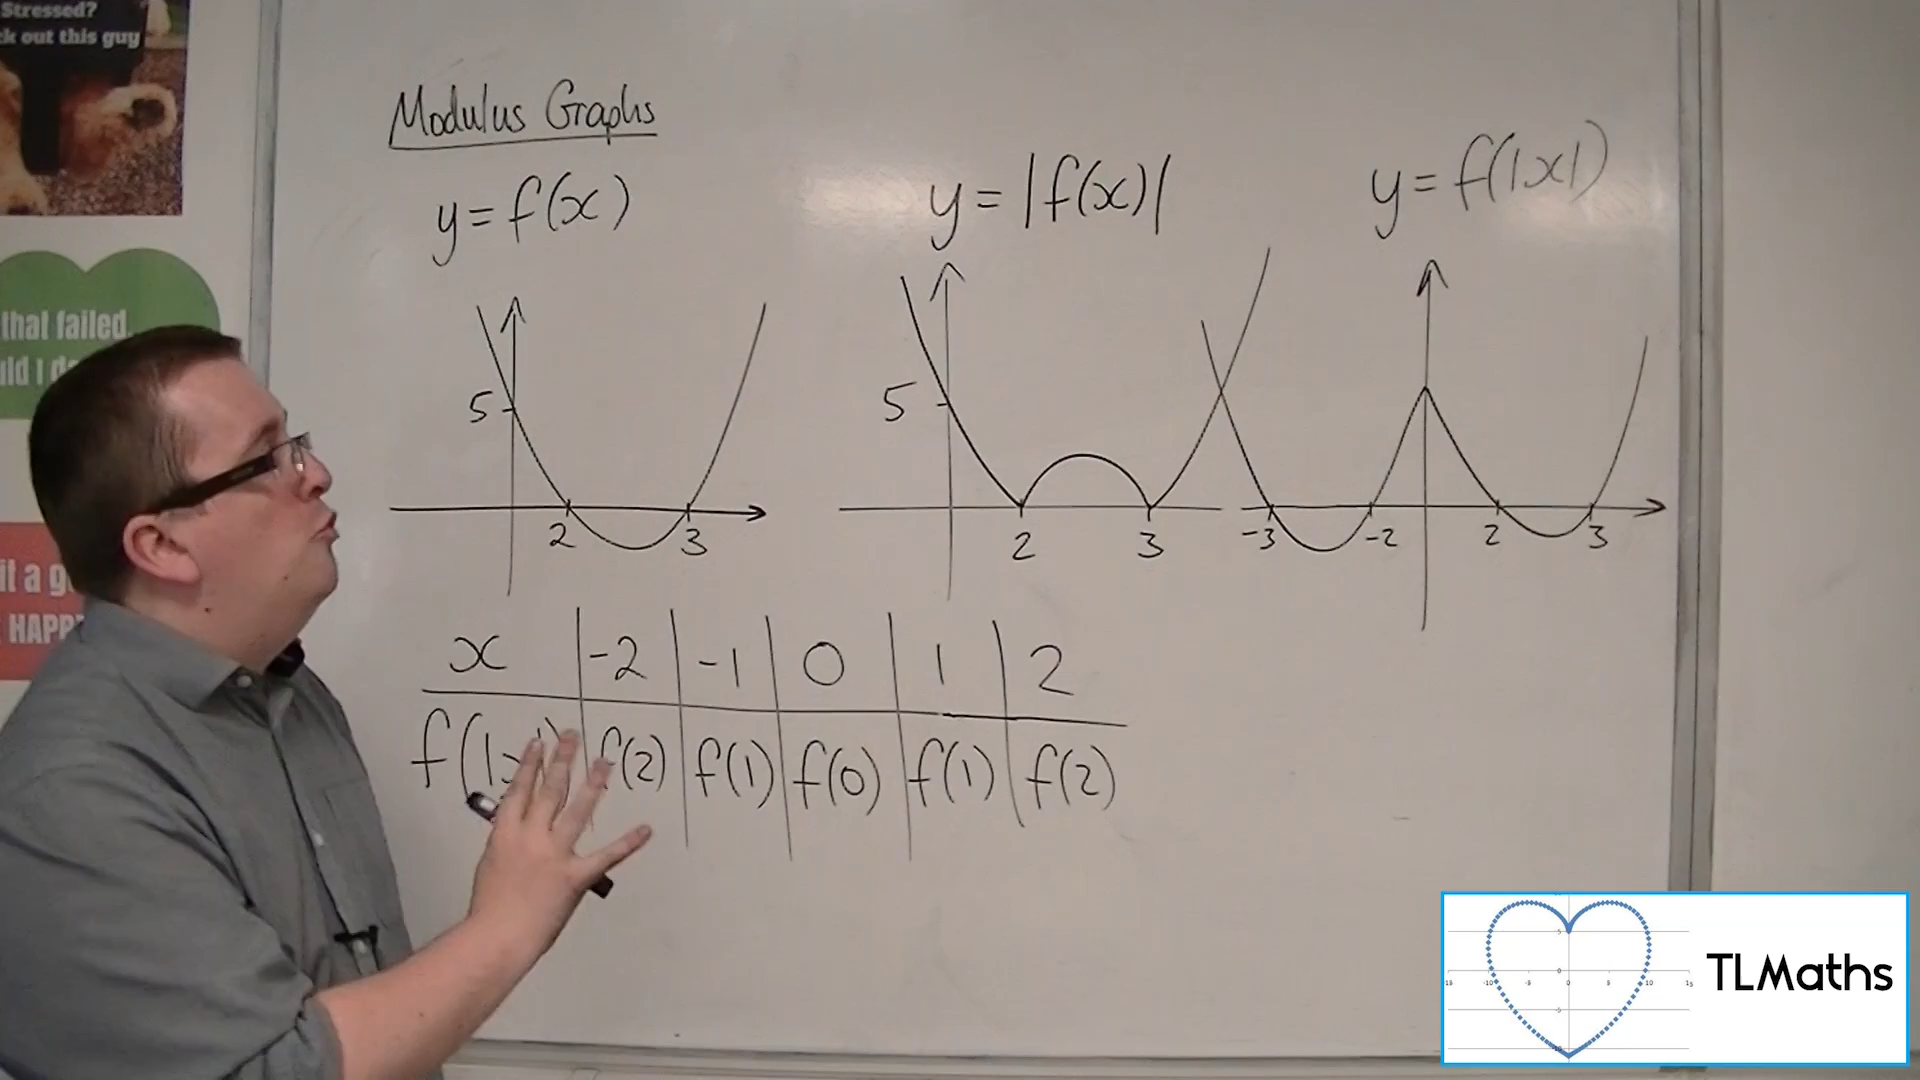 Stressed?
k out this guy
that failed.
uld I d
it a g
HAPP
Modulus Graphs
y = f(x)
y = |f(x)|
y = f(|x|)
5
2
3
5
2
3
-3
-2
2
3
x -2 -1 0 1 2
f(|x|) f(2) f(1) f(0) f(1) f(2)
TLMaths